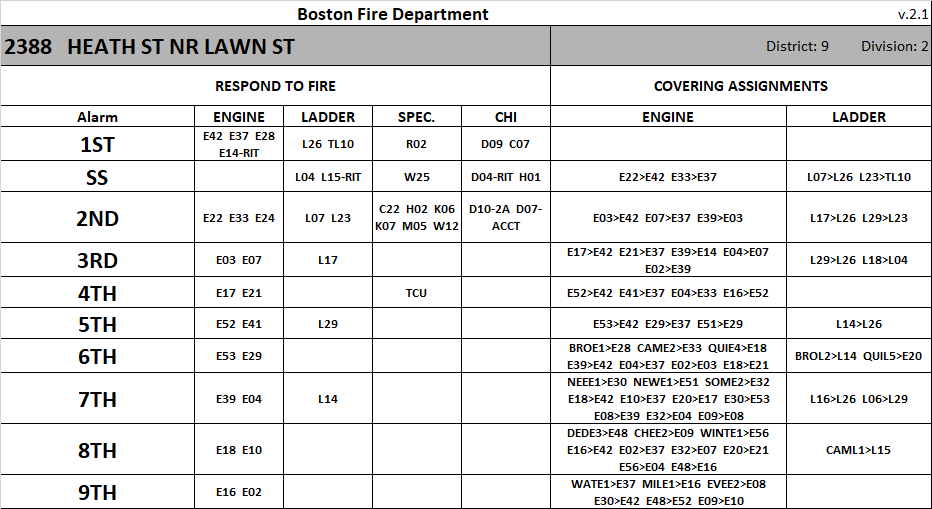 Boston Fire Department v.2.1
2388 HEATH ST NR LAWN ST District: 9 Division: 2
RESPOND TO FIRE COVERING ASSIGNMENTS
Alarm ENGINE LADDER SPEC. CHI ENGINE LADDER
1ST
E42 E37 E28
E14-RIT
L26 TL10
R02
D09 C07
SS
L04 L15-RIT
W25
D04-RIT H01
E22>E42 E33>E37
L07>L26 L23>TL10
2ND
E22 E33 E24
L07 L23
C22 H02 K06
K07 M05 W12
D10-2A D07-
ACCT
E03>E42 E07>E37 E39>E03
L17>L26 L29>L23
3RD
E03 E07
L17
E17>E42 E21>E37 E39>E14 E04>E07
E02>E39
L29>L26 L18>L04
4TH
E17 E21
TCU
E52>E42 E41>E37 E04>E33 E16>E52
5TH
E52 E41
L29
E53>E42 E29>E37 E51>E29
L14>L26
6TH
E53 E29
BROE1>E28 CAME2>E33 QUIE4>E18
E39>E42 E04>E37 E02>E03 E18>E21
BROL2>L14 QUIL5>E20
7TH
E39 E04
L14
NEEE1>E30 NEWE1>E51 SOME2>E32
E18>E42 E10>E37 E20>E17 E30>E53
E08>E39 E32>E04 E09>E08
L16>L26 L06>L29
8TH
E18 E10
DEDE3>E48 CHEE2>E09 WINTE1>E56
E16>E42 E02>E37 E32>E07 E20>E21
E56>E04 E48>E16
CAML1>L15
9TH
E16 E02
WATE1>E37 MILE1>E16 EVEE2>E08
E30>E42 E48>E52 E09>E10